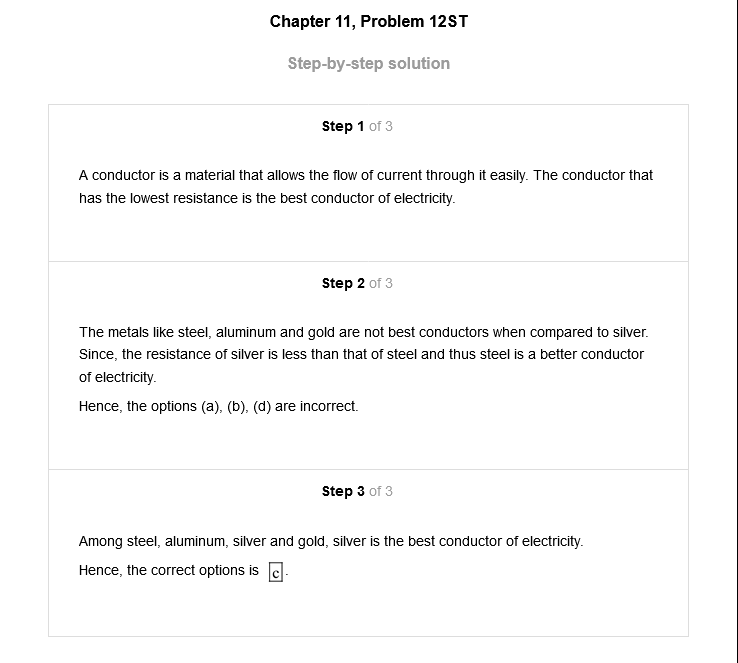 Chapter 11, Problem 12ST
Step-by-step solution
Step 1 of 3
A conductor is a material that allows the flow of current through it easily. The conductor that
has the lowest resistance is the best conductor of electricity.
Step 2 of 3
The metals like steel, aluminum and gold are not best conductors when compared to silver.
Since, the resistance of silver is less than that of steel and thus steel is a better conductor
of electricity.
Hence, the options (a), (b), (d) are incorrect.
Step 3 of 3
Among steel, aluminum, silver and gold, silver is the best conductor of electricity.
Hence, the correct options is c.